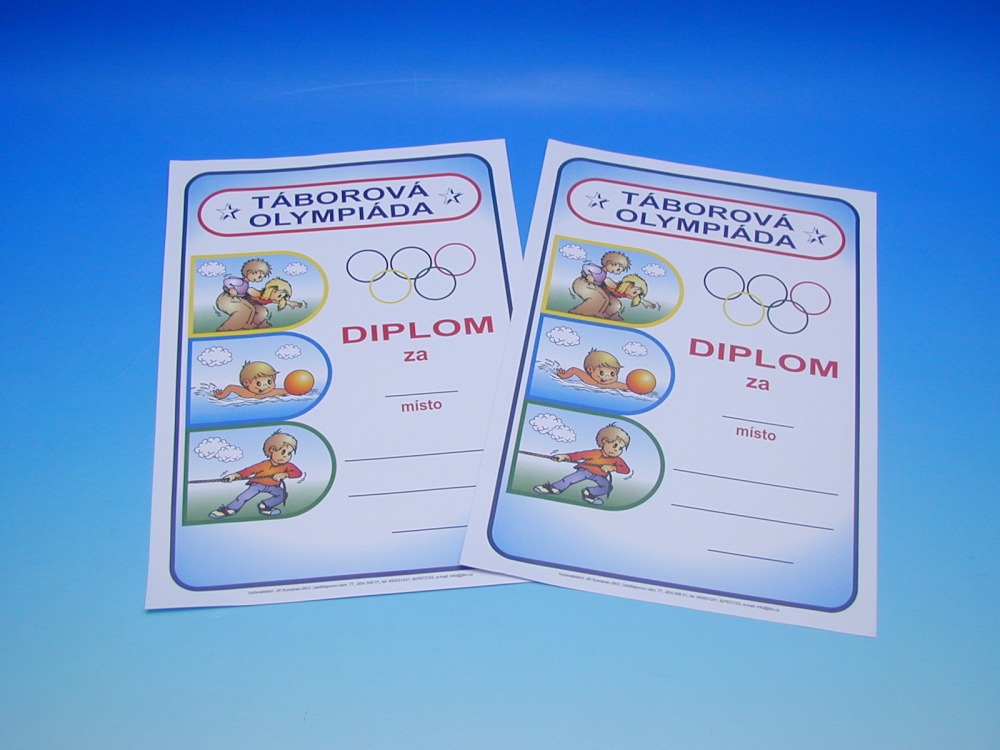 TÁBOROVÁ
OLYMPIÁDA
DIPLOM
za
místo
TÁBOROVÁ
OLYMPIÁDA
DIPLOM
za
místo